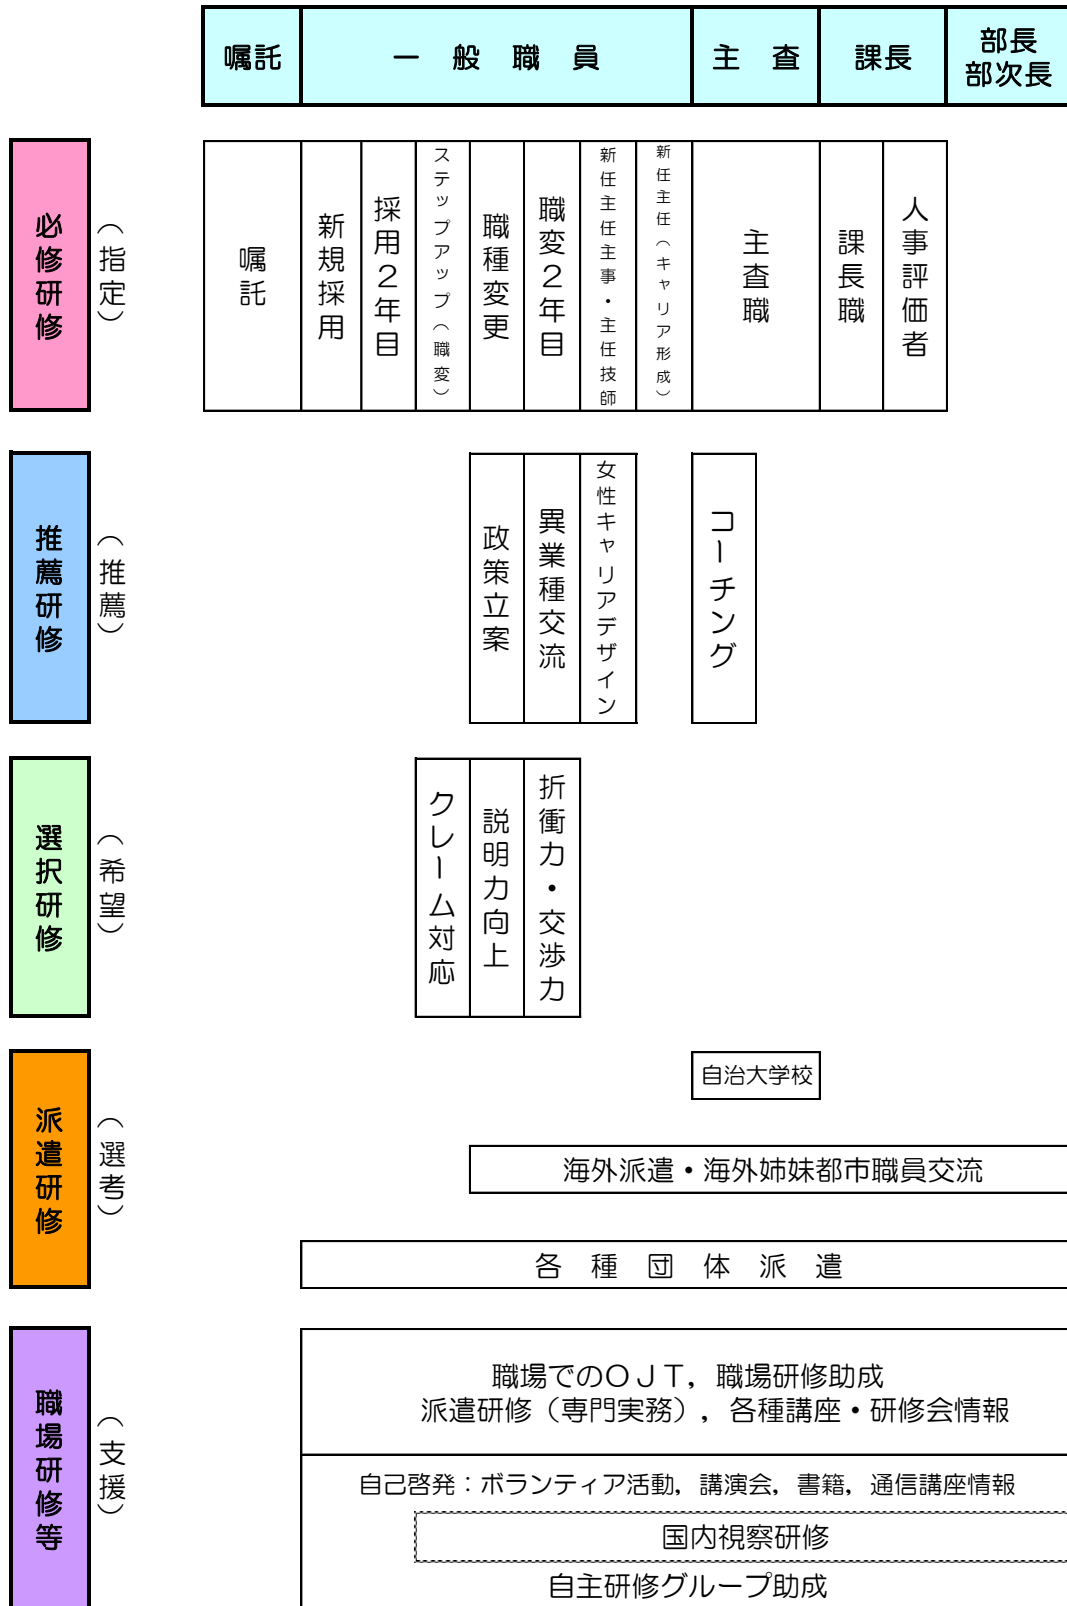 嘱託
一　般　職　員
主　査
課長
部長
部次長
必修研修
（指定）
嘱託
新規採用
採用２年目
ステップアップ（職変）
職種変更
職変２年目
新任主任主事・主任技師
新任主任（キャリア形成）
主査職
課長職
人事評価者
推薦研修
（推薦）
政策立案
異業種交流
女性キャリアデザイン
コーチング
選択研修
（希望）
クレーム対応
説明力向上
折衝力・交渉力
派遣研修
（選考）
自治大学校
海外派遣・海外姉妹都市職員交流
各　種　団　体　派　遣
職場研修等
（支援）
職場でのＯＪＴ，職場研修助成
派遣研修（専門実務），各種講座・研修会情報
自己啓発：ボランティア活動，講演会，書籍，通信講座情報
国内視察研修
自主研修グループ助成